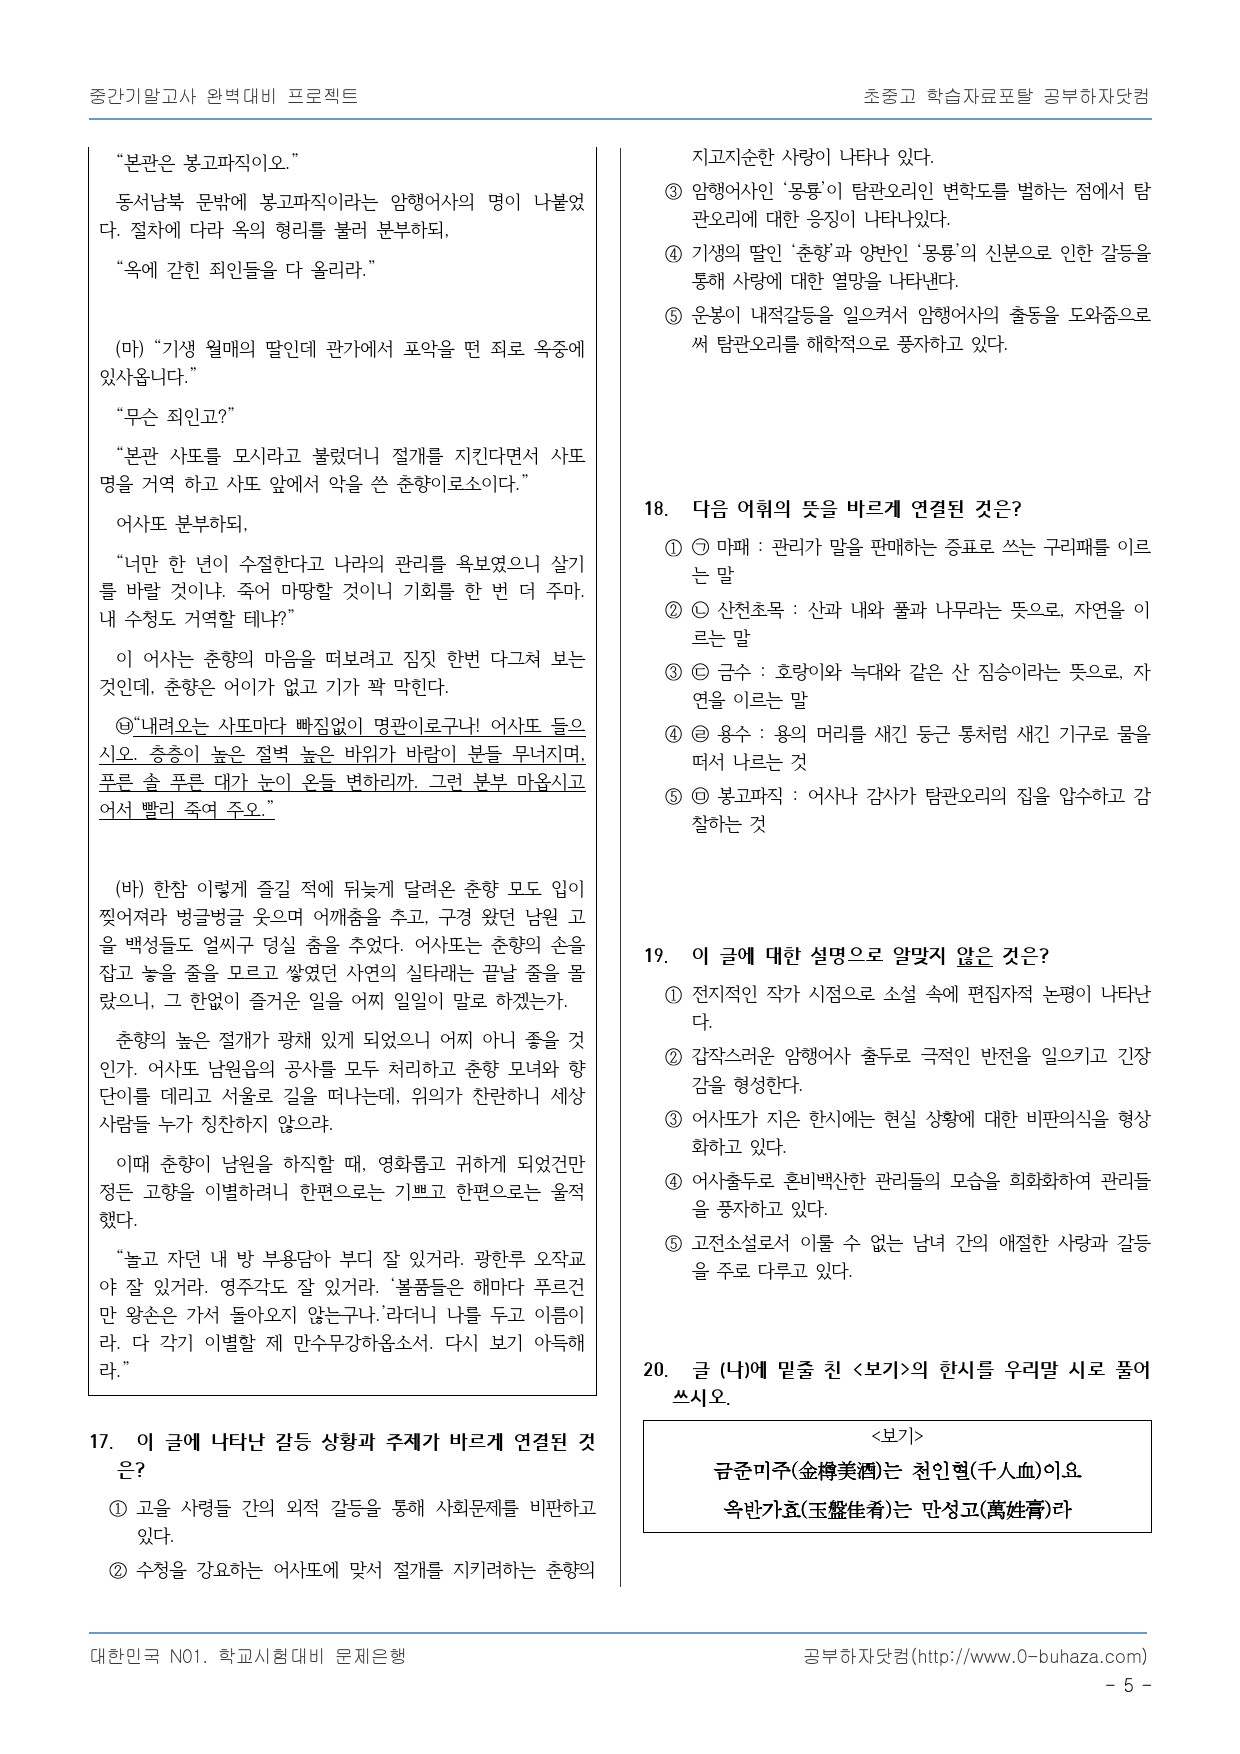 중간기말고사 완벽대비 프로젝트
초중고 학습자료포탈 공부하자닷컴
“본관은 봉고파직이오.”
동서남북 문밖에 봉고파직이라는 암행어사의 명이 나붙었
다. 절차에 다라 옥의 형리를 불러 분부하되,
“옥에 갇힌 죄인들을 다 올리라.”
(마) “기생 월매의 딸인데 관가에서 포악을 떤 죄로 옥중에
있사옵니다.”
“무슨 죄인고?”
“본관 사또를 모시라고 불렀더니 절개를 지킨다면서 사또
명을 거역 하고 사또 앞에서 악을 쓴 춘향이로소이다.”
어사또 분부하되,
“너만 한 년이 수절한다고 나라의 관리를 욕보였으니 살기
를 바랄 것이냐. 죽어 마땅할 것이니 기회를 한 번 더 주마.
내 수청도 거역할 테냐?”
이 어사는 춘향의 마음을 떠보려고 짐짓 한번 다그쳐 보는
것인데, 춘향은 어이가 없고 기가 꽉 막힌다.
㉥“내려오는 사또마다 빠짐없이 명관이로구나! 어사또 들으
시오. 층층이 높은 절벽 높은 바위가 바람이 분들 무너지며,
푸른 솔 푸른 대가 눈이 온들 변하리까. 그런 분부 마옵시고
어서 빨리 죽여 주오.”
(바) 한참 이렇게 즐길 적에 뒤늦게 달려온 춘향 모도 입이
찢어져라 벙글벙글 웃으며 어깨춤을 추고, 구경 왔던 남원 고
을 백성들도 얼씨구 덩실 춤을 추었다. 어사또는 춘향의 손을
잡고 놓을 줄을 모르고 쌓였던 사연의 실타래는 끝날 줄을 몰
랐으니, 그 한없이 즐거운 일을 어찌 일일이 말로 하겠는가.
춘향의 높은 절개가 광채 있게 되었으니 어찌 아니 좋을 것
인가. 어사또 남원읍의 공사를 모두 처리하고 춘향 모녀와 향
단이를 데리고 서울로 길을 떠나는데, 위의가 찬란하니 세상
사람들 누가 칭찬하지 않으랴.
이때 춘향이 남원을 하직할 때, 영화롭고 귀하게 되었건만
정든 고향을 이별하려니 한편으로는 기쁘고 한편으로는 울적
했다.
“놀고 자던 내 방 부용담아 부디 잘 있거라. 광한루 오작교
야 잘 있거라. 영주각도 잘 있거라. ‘볼품들은 해마다 푸르건
만 왕손은 가서 돌아오지 않는구나.’라더니 나를 두고 이름이
라. 다 각기 이별할 제 만수무강하옵소서. 다시 보기 아득해
라.”
17. 이 글에 나타난 갈등 상황과 주제가 바르게 연결된 것
은?
① 고을 사령들 간의 외적 갈등을 통해 사회문제를 비판하고
있다.
② 수청을 강요하는 어사또에 맞서 절개를 지키려하는 춘향의
지고지순한 사랑이 나타나 있다.
③ 암행어사인 ‘몽룡’이 탐관오리인 변학도를 벌하는 점에서 탐
관오리에 대한 응징이 나타나있다.
④ 기생의 딸인 ‘춘향’과 양반인 ‘몽룡’의 신분으로 인한 갈등을
통해 사랑에 대한 열망을 나타낸다.
⑤ 운봉이 내적갈등을 일으켜서 암행어사의 출동을 도와줌으로
써 탐관오리를 해학적으로 풍자하고 있다.
18. 다음 어휘의 뜻을 바르게 연결된 것은?
① ㉠ 마패 : 관리가 말을 판매하는 증표로 쓰는 구리패를 이르
는 말
② ㉡ 산천초목 : 산과 내와 풀과 나무라는 뜻으로, 자연을 이
르는 말
③ ㉢ 금수 : 호랑이와 늑대와 같은 산 짐승이라는 뜻으로, 자
연을 이르는 말
④ ㉣ 용수 : 용의 머리를 새긴 둥근 통처럼 새긴 기구로 물을
떠서 나르는 것
⑤ ㉤ 봉고파직 : 어사나 감사가 탐관오리의 집을 압수하고 감
찰하는 것
19. 이 글에 대한 설명으로 알맞지 않은 것은?
① 전지적인 작가 시점으로 소설 속에 편집자적 논평이 나타난
다.
② 갑작스러운 암행어사 출두로 극적인 반전을 일으키고 긴장
감을 형성한다.
③ 어사또가 지은 한시에는 현실 상황에 대한 비판의식을 형상
화하고 있다.
④ 어사출두로 혼비백산한 관리들의 모습을 희화화하여 관리들
을 풍자하고 있다.
⑤ 고전소설로서 이룰 수 없는 남녀 간의 애절한 사랑과 갈등
을 주로 다루고 있다.
20. 글 (나)에 밑줄 친 <보기>의 한시를 우리말 시로 풀어
쓰시오.
<보기>
금준미주(金樽美酒)는 천인혈(千人血)이요
옥반가효(玉盤佳肴)는 만성고(萬姓膏)라
대한민국 N01. 학교시험대비 문제은행
공부하자닷컴(http://www.0-buhaza.com)
- 5 -